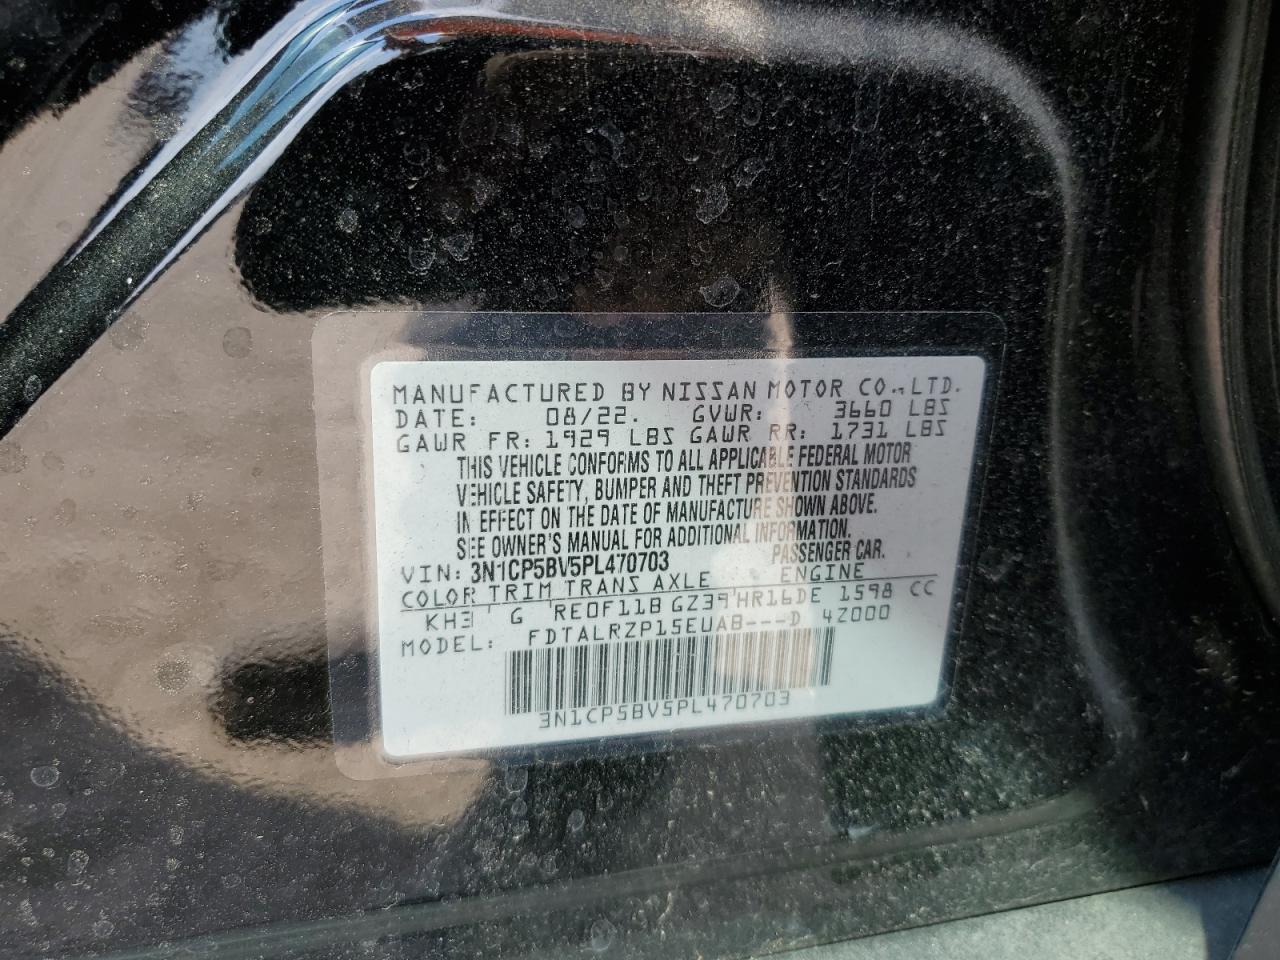 MANUFACTURED BY NISSAN MOTOR CO., LTD.
DATE: 08/22. GVWR: 3660 LBS
GAWR FR: 1929 LBS GAWR RR: 1731 LBS
THIS VEHICLE CONFORMS TO ALL APPLICABLE FEDERAL MOTOR
VEHICLE SAFETY, BUMPER AND THEFT PREVENTION STANDARDS
IN EFFECT ON THE DATE OF MANUFACTURE SHOWN ABOVE.
SEE OWNER'S MANUAL FOR ADDITIONAL INFORMATION.
VIN: 3N1CP5BV5PL470703 PASSENGER CAR.
COLOR TRIM TRANS AXLE ENGINE
KH3 G RE0F11B GZ39 HR16DE 1598 CC
MODEL: FDTALRZP15EUAB---D 4Z000
3N1CP5BV5PL470703